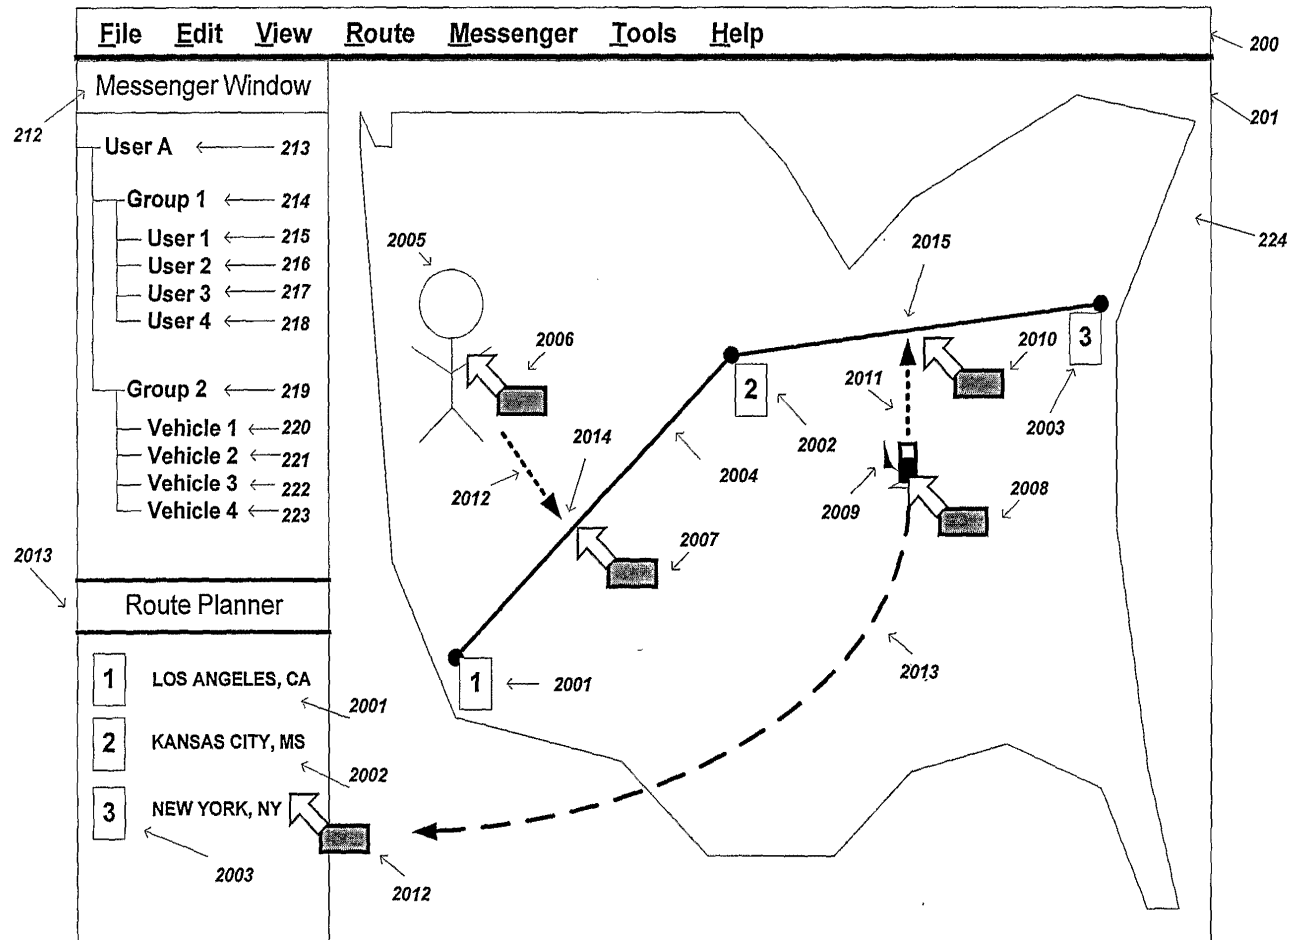 File Edit View Route Messenger Tools Help
200
Messenger Window
201
212
User A 213
Group 1 214
User 1 215
User 2 216
User 3 217
User 4 218
Group 2 219
Vehicle 1 220
Vehicle 2 221
Vehicle 3 222
Vehicle 4 223
2013
Route Planner
1 LOS ANGELES, CA
2001
2 KANSAS CITY, MS
2002
3 NEW YORK, NY
2003
2012
224
2005
2015
2006
2010
3
2
2011
2003
2014
2002
2004
2012
2009
2008
2007
1 2001
2013